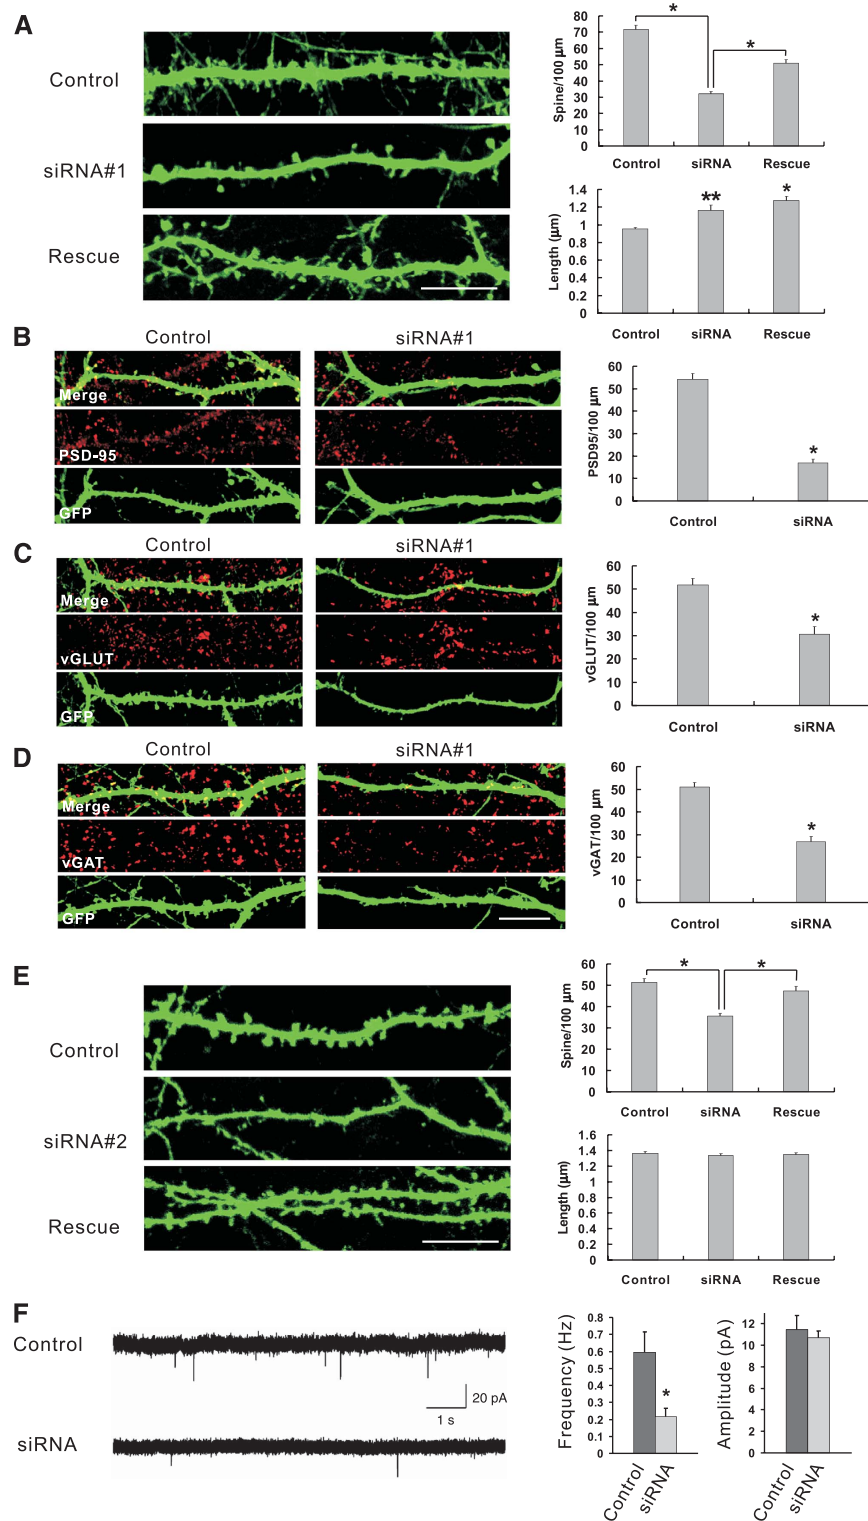 A
Control
siRNA#1
Rescue
Spine/100 µm
80
70
60
50
40
30
20
10
0
* *
Control siRNA Rescue
Length (µm)
1.4
1.2
1
0.8
0.6
0.4
0.2
0
** *
Control siRNA Rescue
B
Control siRNA#1
Merge
PSD-95
GFP
PSD95/100 µm
60
50
40
30
20
10
0
*
Control siRNA
C
Control siRNA#1
Merge
vGLUT
GFP
vGLUT/100 µm
60
50
40
30
20
10
0
*
Control siRNA
D
Control siRNA#1
Merge
vGAT
GFP
vGAT/100 µm
60
50
40
30
20
10
0
*
Control siRNA
E
Control
siRNA#2
Rescue
Spine/100 µm
60
50
40
30
20
10
0
* *
Control siRNA Rescue
Length (µm)
1.6
1.4
1.2
1
0.8
0.6
0.4
0.2
0
Control siRNA Rescue
F
Control
siRNA
20 pA
1 s
Frequency (Hz)
0.8
0.7
0.6
0.5
0.4
0.3
0.2
0.1
0
*
Control
siRNA
Amplitude (pA)
12
10
8
6
4
2
0
Control
siRNA